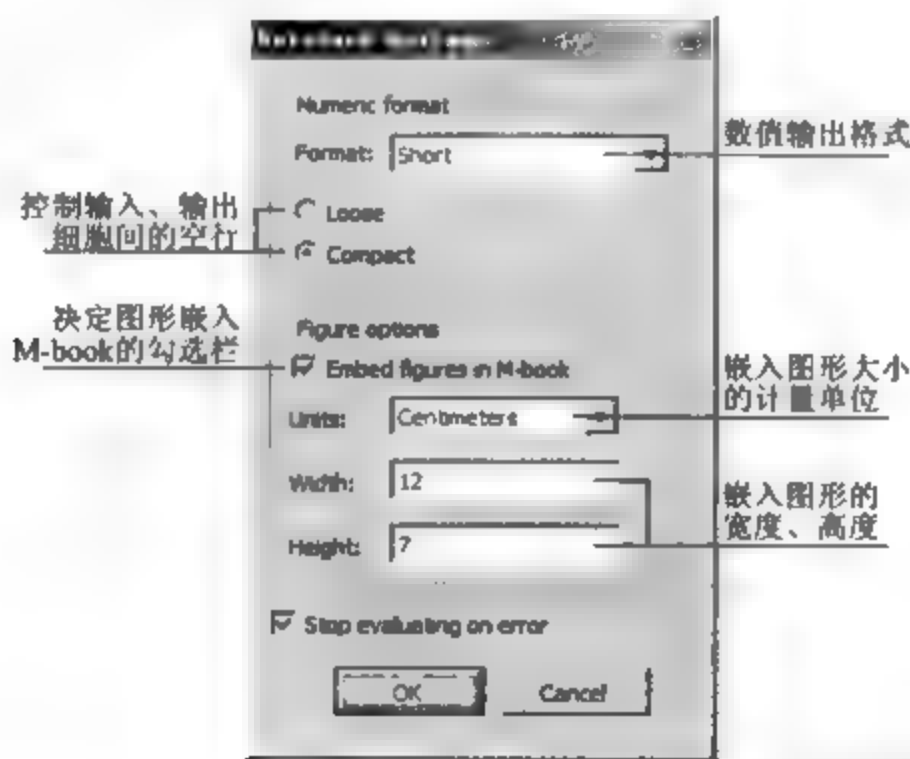 Numeric format
Format: Short
数值输出格式
控制输入、输出
细胞间的空行
Loose
Compact
决定图形嵌入
M-book的勾选栏
Figure options
Embed figures in M-book
嵌入图形大小
的计量单位
Units: Centimeters
Width: 12
嵌入图形的
宽度、高度
Height: 7
Stop evaluating on error
OK Cancel